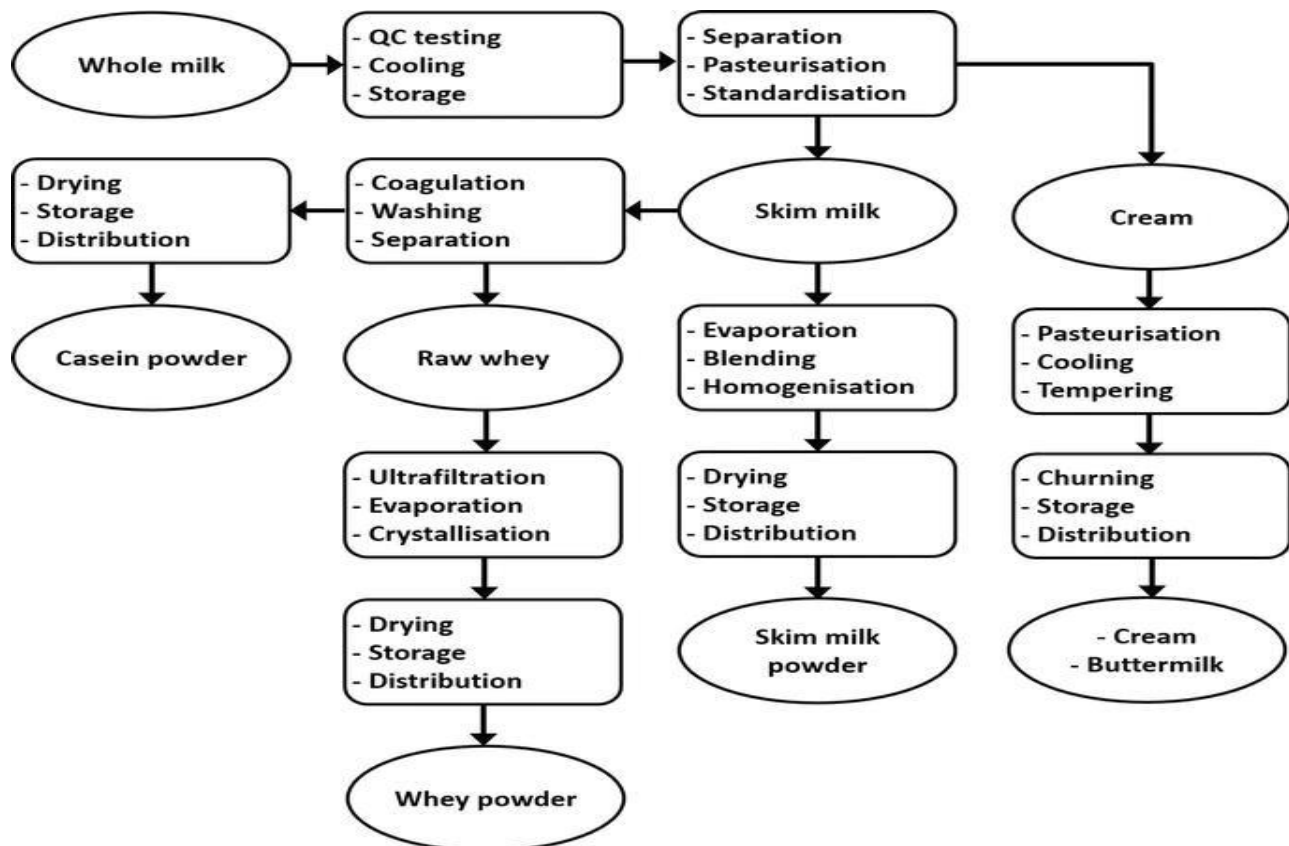 Whole milk
- QC testing
- Cooling
- Storage
- Separation
- Pasteurisation
- Standardisation
- Drying
- Storage
- Distribution
- Coagulation
- Washing
- Separation
Skim milk
Cream
Casein powder
Raw whey
- Evaporation
- Blending
- Homogenisation
- Pasteurisation
- Cooling
- Tempering
- Ultrafiltration
- Evaporation
- Crystallisation
- Drying
- Storage
- Distribution
- Churning
- Storage
- Distribution
- Drying
- Storage
- Distribution
Skim milk
powder
- Cream
- Buttermilk
Whey powder